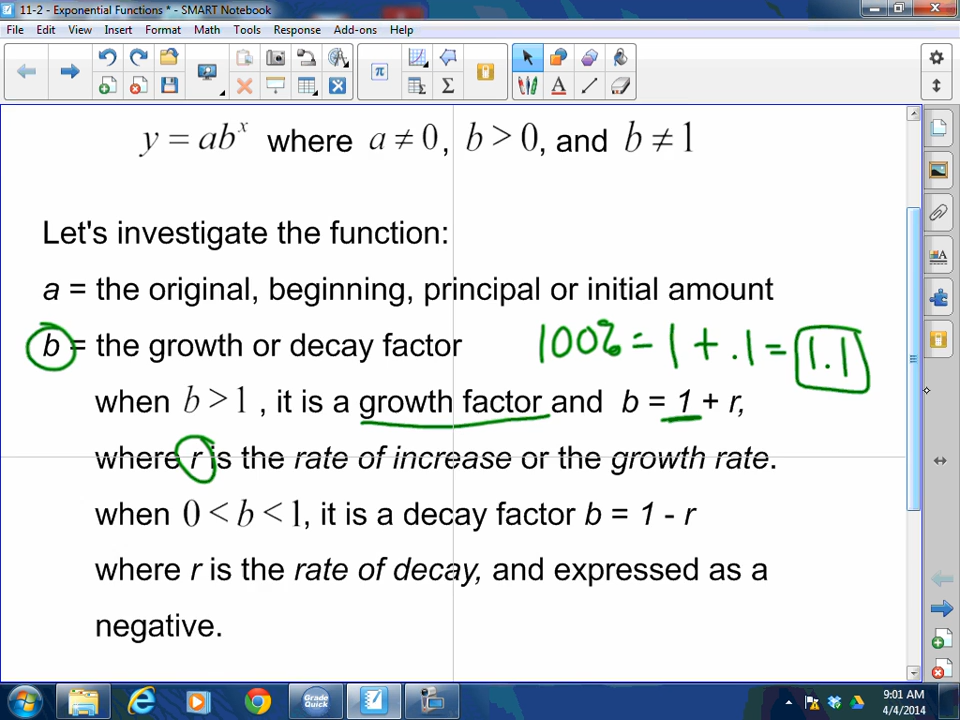 11-2 - Exponential Functions * - SMART Notebook
File Edit View Insert Format Math Tools Response Add-ons Help
y = abˣ where a ≠ 0, b > 0, and b ≠ 1
Let's investigate the function:
a = the original, beginning, principal or initial amount
b = the growth or decay factor 100% = 1 + .1 = 1.1
when b > 1 , it is a growth factor and b = 1 + r,
where r is the rate of increase or the growth rate.
when 0 < b < 1, it is a decay factor b = 1 - r
where r is the rate of decay, and expressed as a
negative.
Grade Quick
9:01 AM
4/4/2014